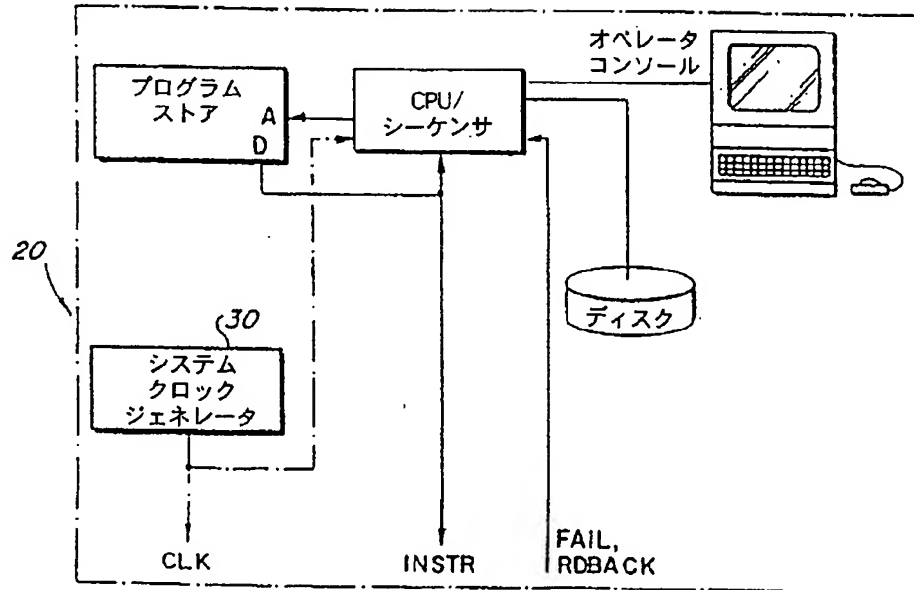 オペレータ
コンソール
プログラム
ストア
A
D
CPU/
シーケンサ
20
ディスク
30
システム
クロック
ジェネレータ
CLK
INSTR
FAIL,
RDBACK